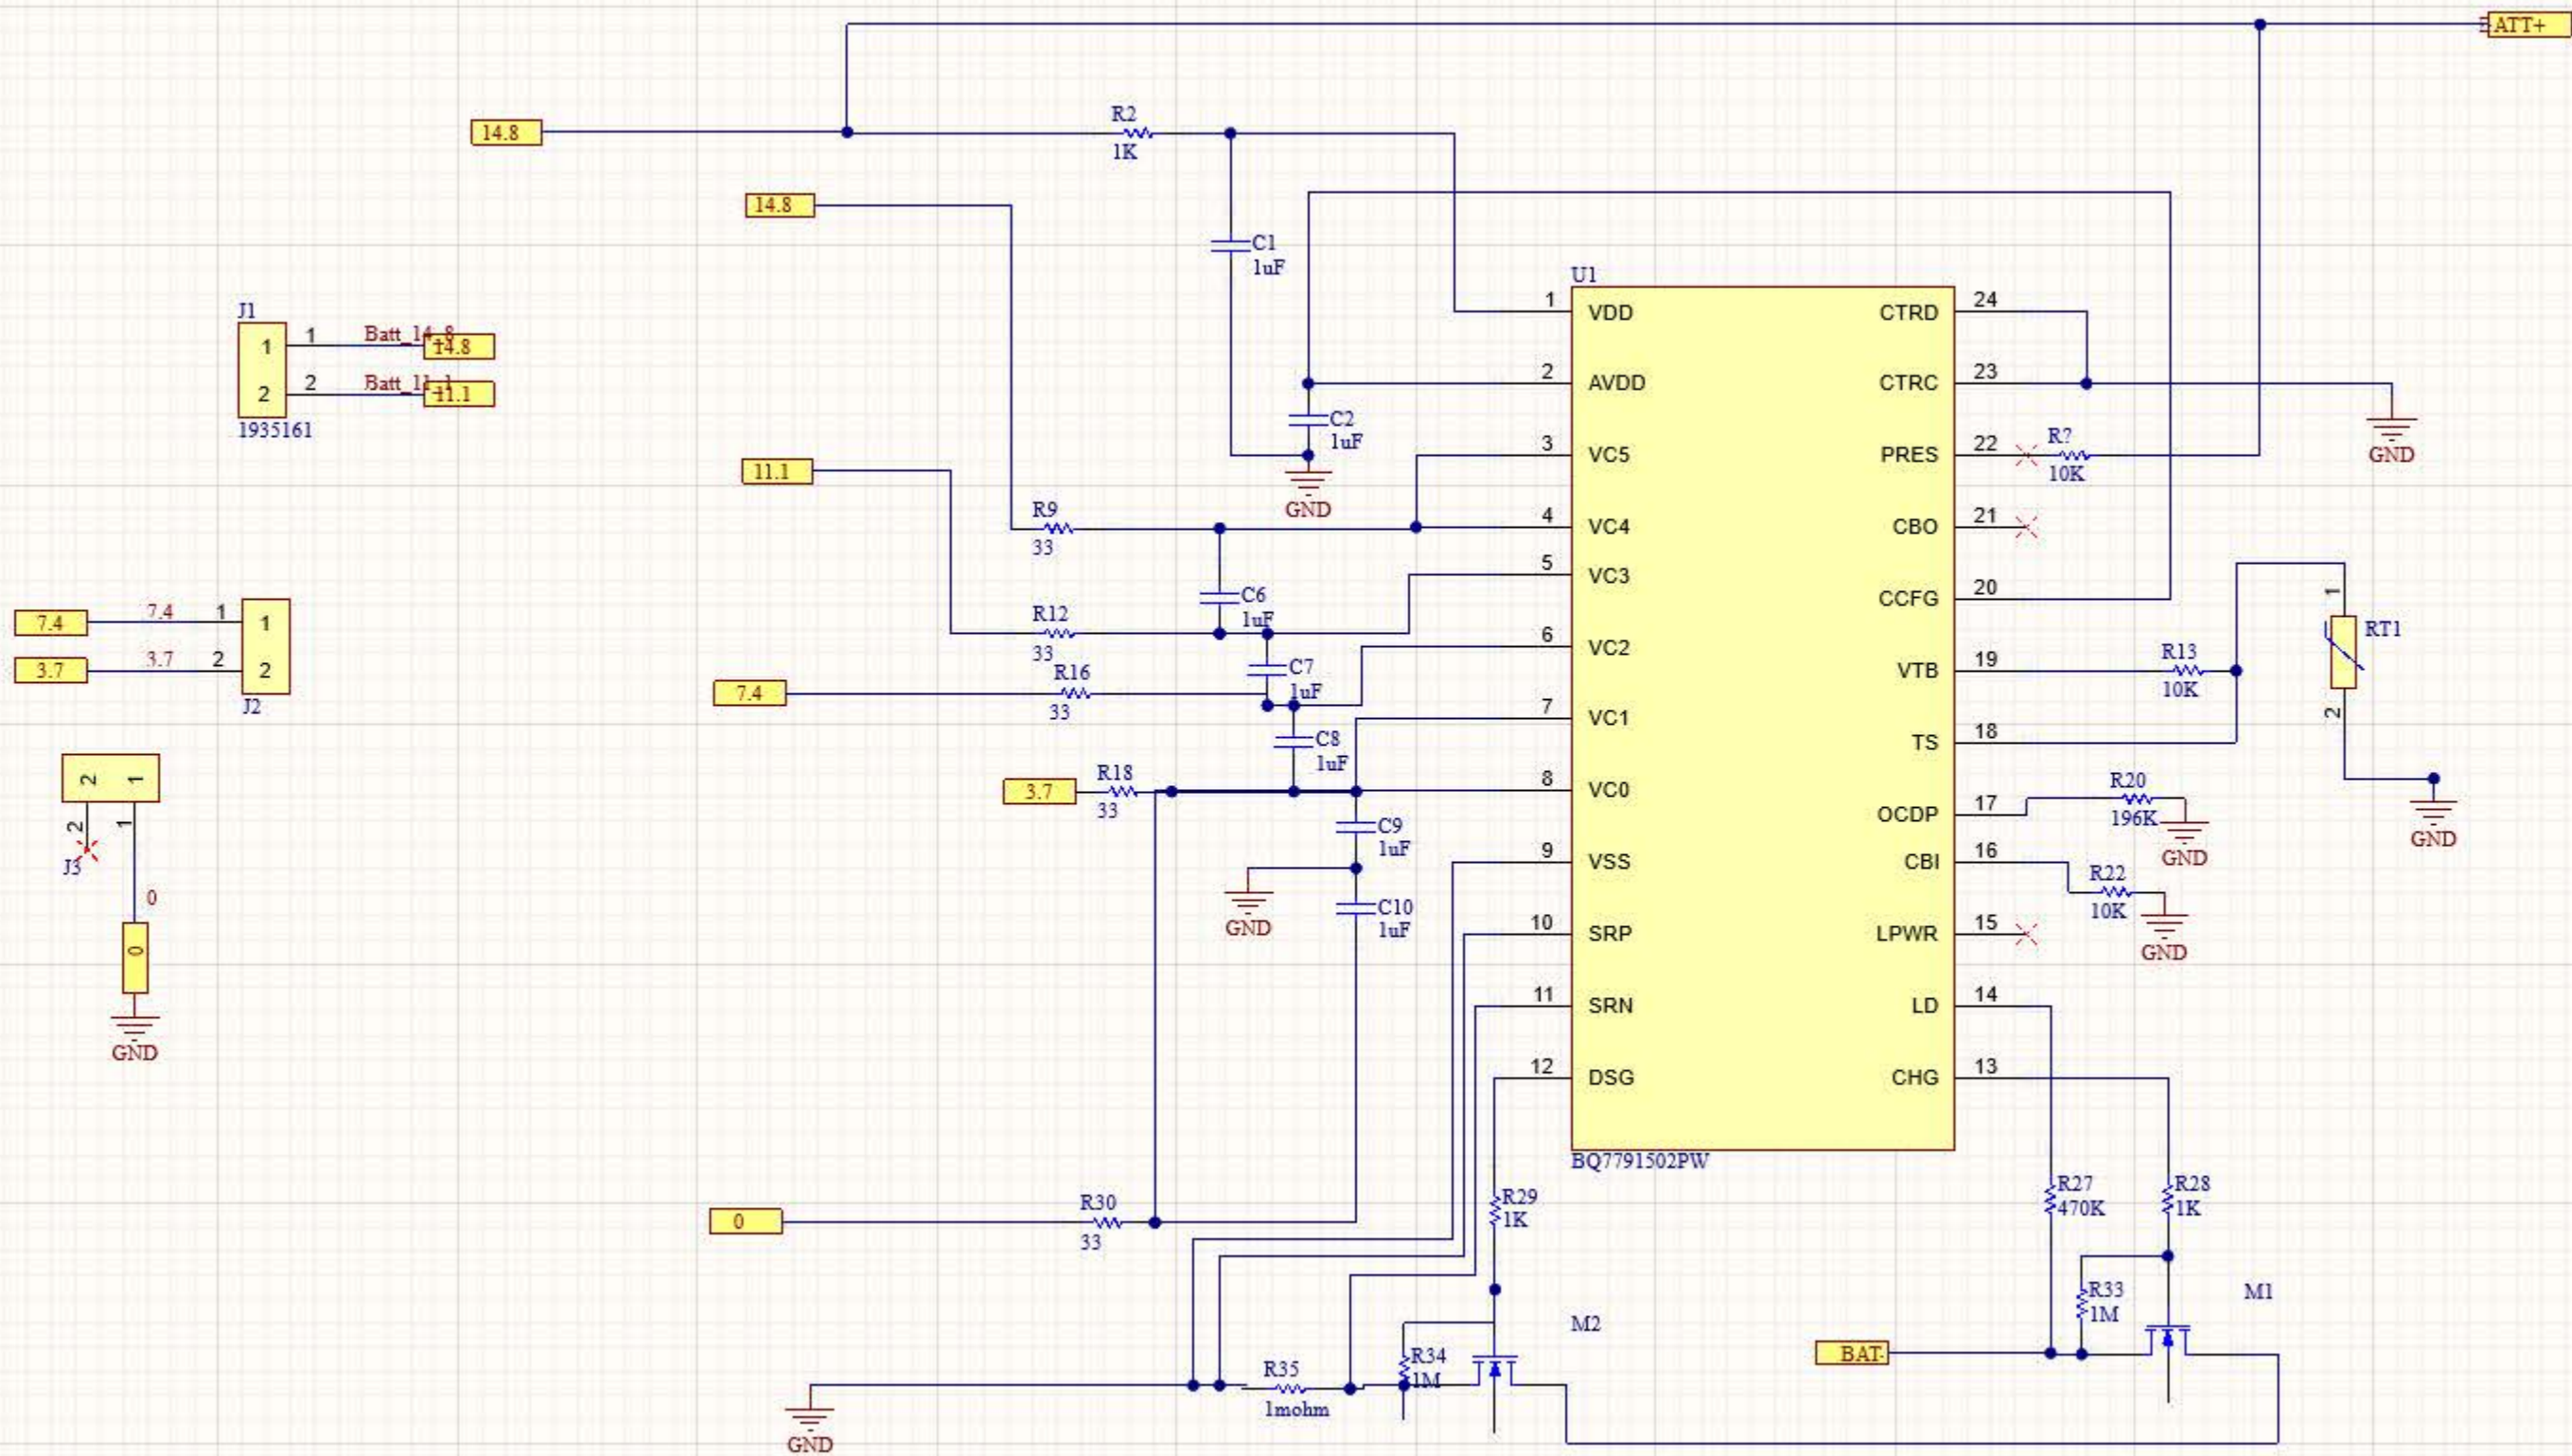 ATT+
14.8
R2
1K
14.8
C1
1uF
J1
1
1
Batt_14.8
14.8
2
2
Batt_11.1
11.1
1935161
11.1
C2
1uF
GND
R9
33
C6
1uF
R12
33
C7
1uF
7.4
7.4
1
1
3.7
3.7
2
2
J2
7.4
R16
33
C8
1uF
3.7
R18
33
C9
1uF
GND
C10
1uF
2
1
2
1
J3
0
0
GND
0
R30
33
U1
1
VDD
2
AVDD
3
VC5
4
VC4
5
VC3
6
VC2
7
VC1
8
VC0
9
VSS
10
SRP
11
SRN
12
DSG
CTRD
24
CTRC
23
PRES
22
CBO
21
CCFG
20
VTB
19
TS
18
OCDP
17
CBI
16
LPWR
15
LD
14
CHG
13
BQ7791502PW
GND
R?
10K
R13
10K
1
RT1
2
GND
R20
196K
GND
R22
10K
GND
R27
470K
R28
1K
R33
1M
M1
BAT-
R29
1K
M2
R34
1M
R35
1mohm
GND